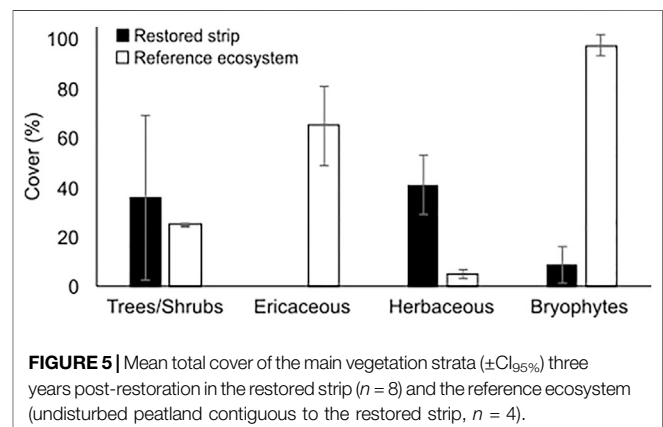 100
80
60
40
20
0
Cover (%)
Restored strip
Reference ecosystem
Trees/Shrubs Ericaceous Herbaceous Bryophytes
FIGURE 5 | Mean total cover of the main vegetation strata (±CI95%) three
years post-restoration in the restored strip (n = 8) and the reference ecosystem
(undisturbed peatland contiguous to the restored strip, n = 4).